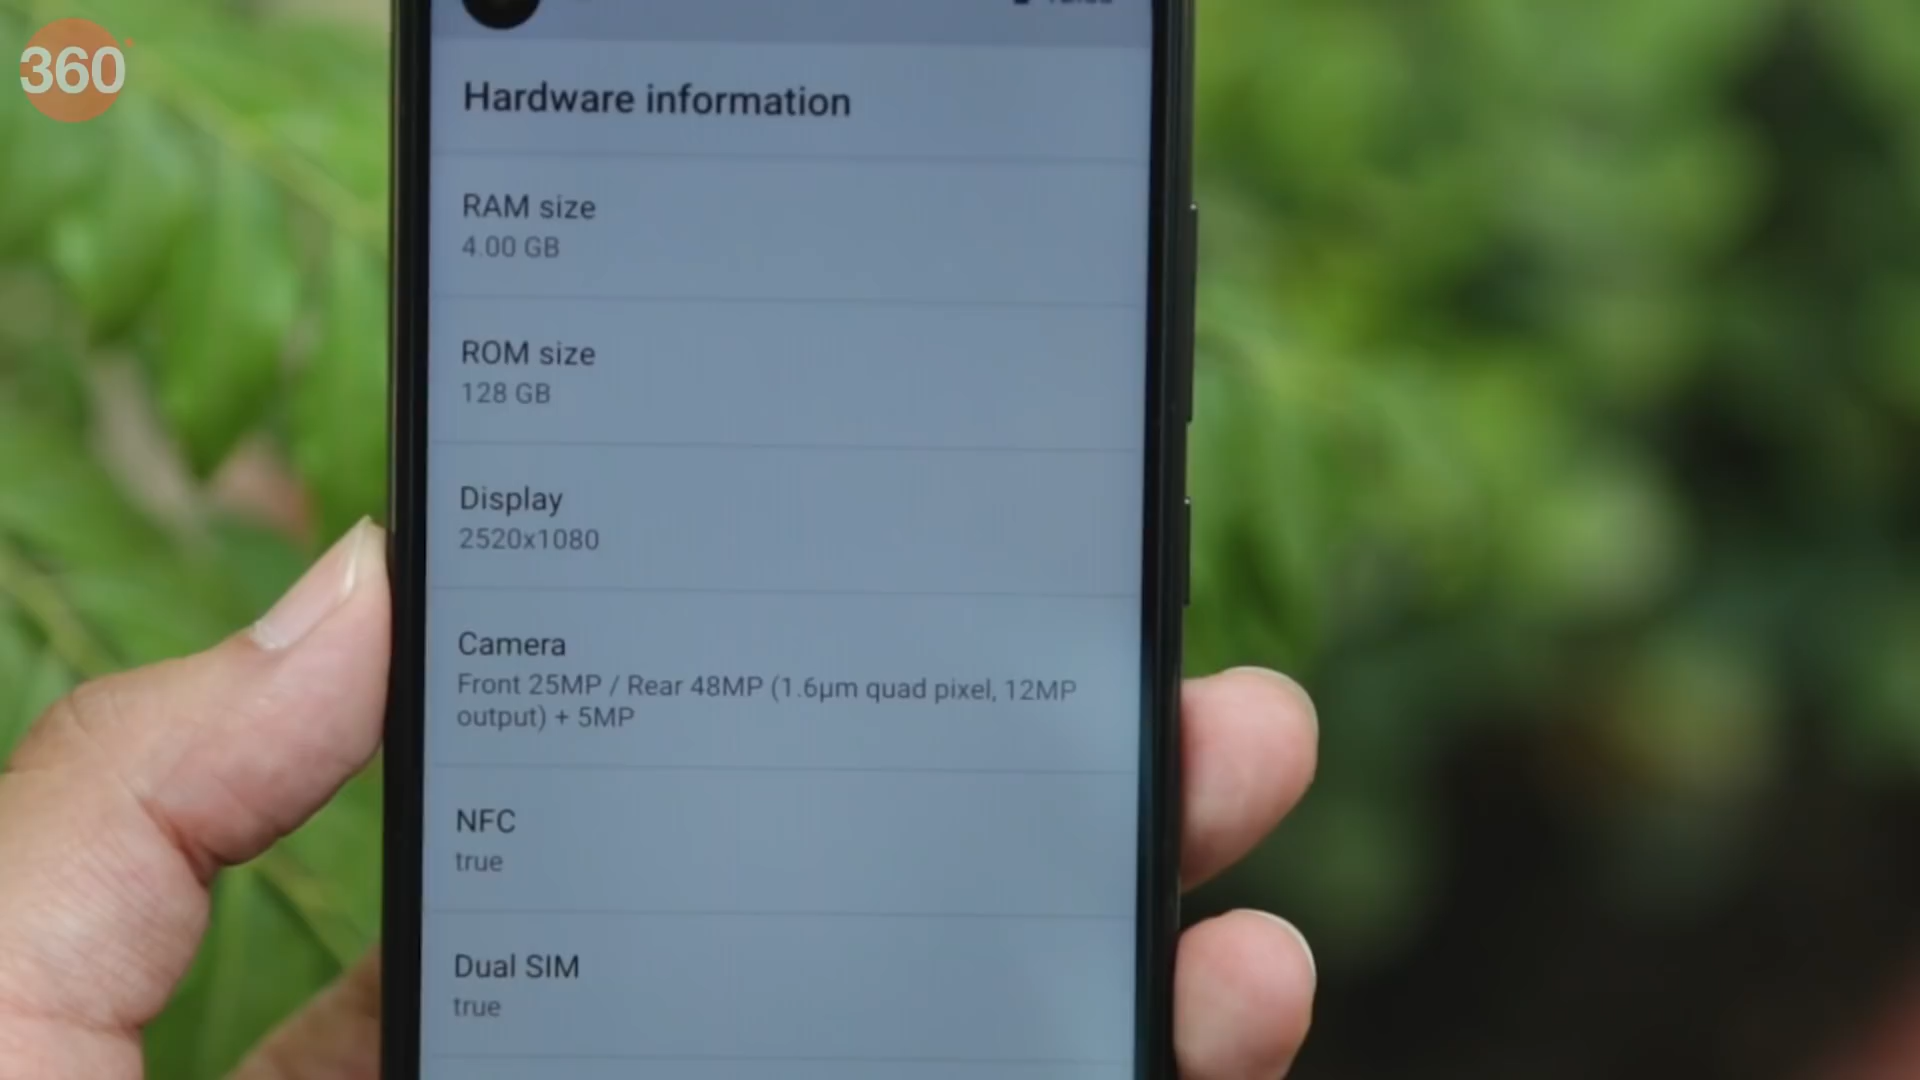 360
Hardware information
RAM size
4.00 GB
ROM size
128 GB
Display
2520x1080
Camera
Front 25MP / Rear 48MP (1.6µm quad pixel, 12MP
output) + 5MP
NFC
true
Dual SIM
true